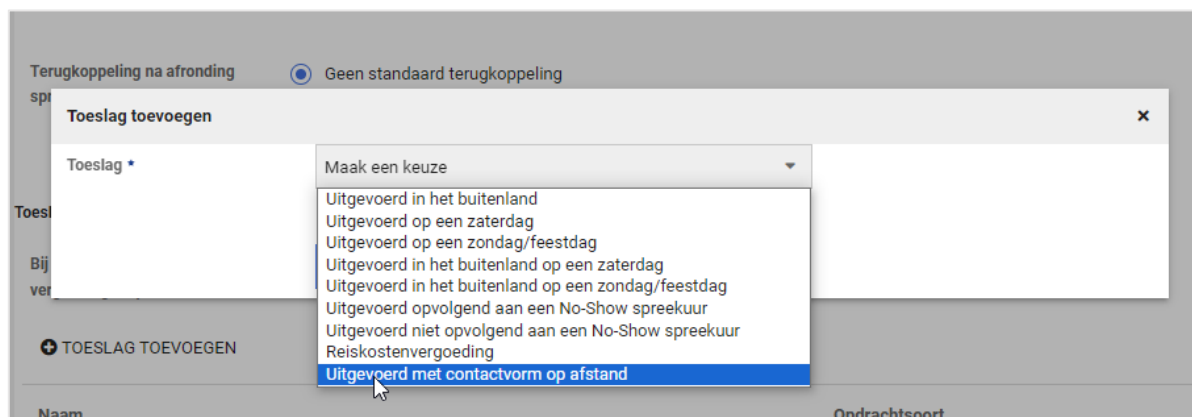 Terugkoppeling na afronding
Geen standaard terugkoppeling
Toeslag toevoegen
×
Toeslag *
Maak een keuze
Uitgevoerd in het buitenland
Uitgevoerd op een zaterdag
Uitgevoerd op een zondag/feestdag
Uitgevoerd in het buitenland op een zaterdag
Uitgevoerd in het buitenland op een zondag/feestdag
Uitgevoerd opvolgend aan een No-Show spreekuur
Uitgevoerd niet opvolgend aan een No-Show spreekuur
Reiskostenvergoeding
Uitgevoerd met contactvorm op afstand
Bij
TOESLAG TOEVOEGEN
Naam
Opdrachtsoort